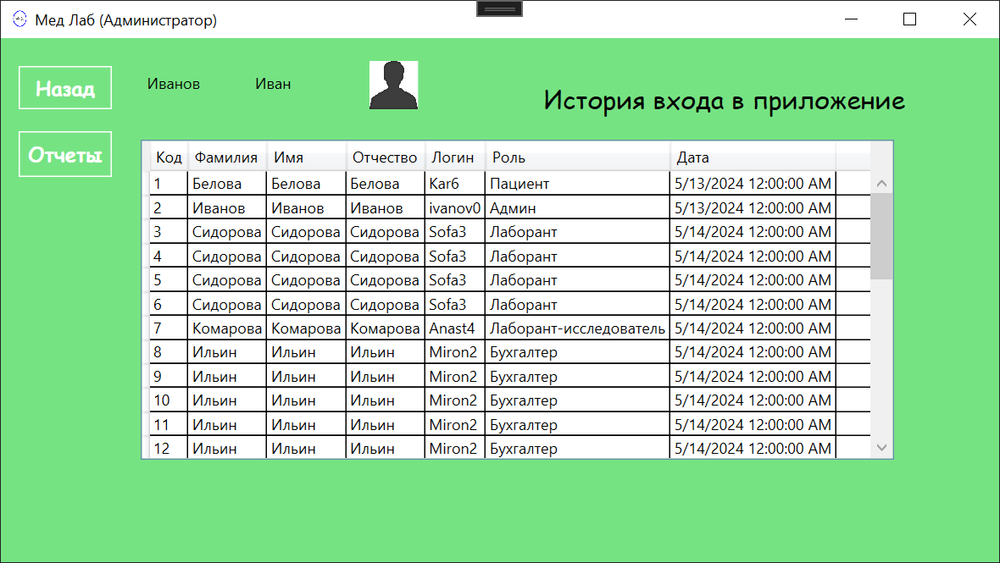 Мед Лаб (Администратор)
Назад
Иванов Иван
История входа в приложение
Отчеты
Код Фамилия Имя Отчество Логин Роль Дата
1 Белова Белова Белова Kar6 Пациент 5/13/2024 12:00:00 AM
2 Иванов Иванов Иванов ivanov0 Админ 5/13/2024 12:00:00 AM
3 Сидорова Сидорова Сидорова Sofa3 Лаборант 5/14/2024 12:00:00 AM
4 Сидорова Сидорова Сидорова Sofa3 Лаборант 5/14/2024 12:00:00 AM
5 Сидорова Сидорова Сидорова Sofa3 Лаборант 5/14/2024 12:00:00 AM
6 Сидорова Сидорова Сидорова Sofa3 Лаборант 5/14/2024 12:00:00 AM
7 Комарова Комарова Комарова Anast4 Лаборант-исследователь 5/14/2024 12:00:00 AM
8 Ильин Ильин Ильин Miron2 Бухгалтер 5/14/2024 12:00:00 AM
9 Ильин Ильин Ильин Miron2 Бухгалтер 5/14/2024 12:00:00 AM
10 Ильин Ильин Ильин Miron2 Бухгалтер 5/14/2024 12:00:00 AM
11 Ильин Ильин Ильин Miron2 Бухгалтер 5/14/2024 12:00:00 AM
12 Ильин Ильин Ильин Miron2 Бухгалтер 5/14/2024 12:00:00 AM